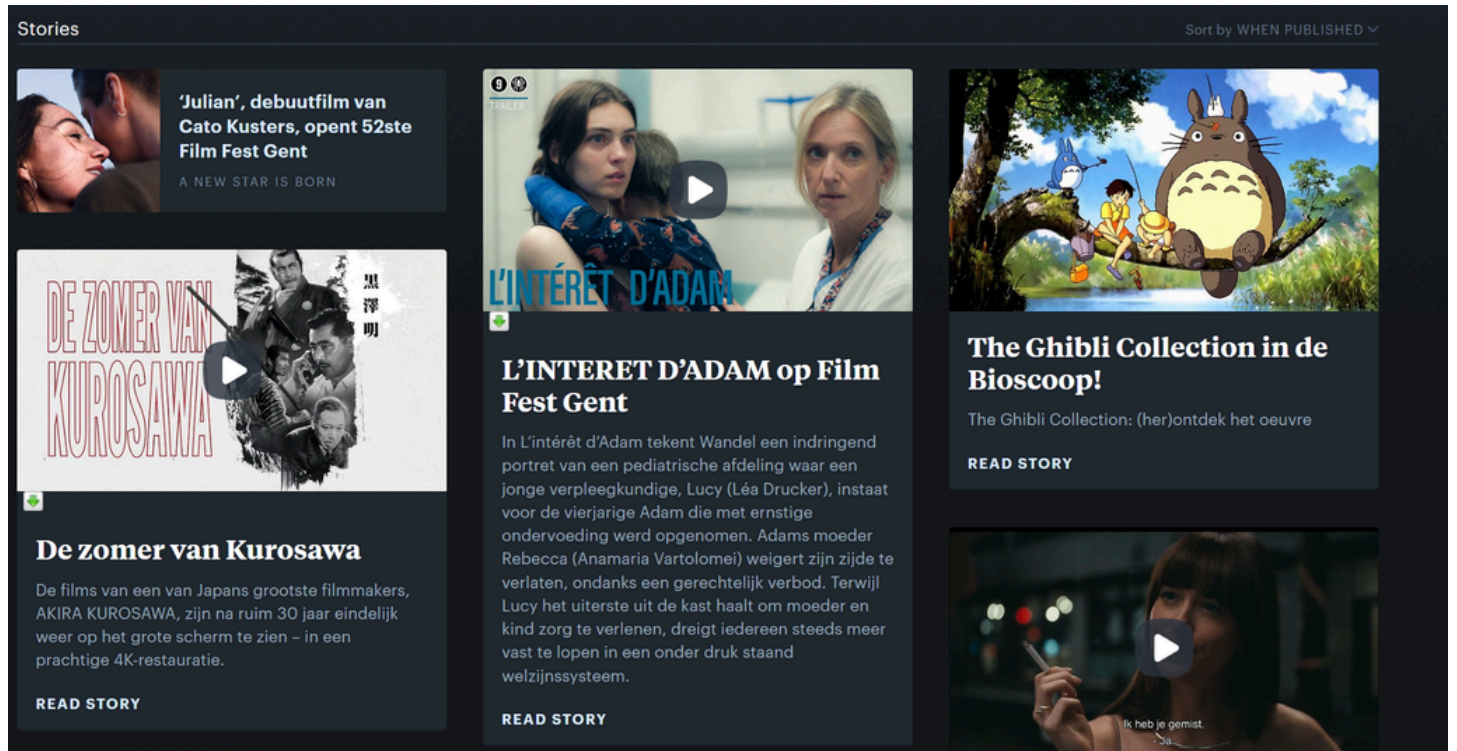 Stories
Sort by WHEN PUBLISHED
‘Julian’, debuutfilm van
Cato Kusters, opent 52ste
Film Fest Gent
A NEW STAR IS BORN
DE ZOMER VAN
KUROSAWA
黒
澤
明
De zomer van Kurosawa
De films van een van Japans grootste filmmakers,
AKIRA KUROSAWA, zijn na ruim 30 jaar eindelijk
weer op het grote scherm te zien – in een
prachtige 4K-restauratie.
READ STORY
9
TRAILER
L'INTÉRÊT D'ADAM
L’INTERET D’ADAM op Film
Fest Gent
In L’intérêt d’Adam tekent Wandel een indringend
portret van een pediatrische afdeling waar een
jonge verpleegkundige, Lucy (Léa Drucker), instaat
voor de vierjarige Adam die met ernstige
ondervoeding werd opgenomen. Adams moeder
Rebecca (Anamaria Vartolomei) weigert zijn zijde te
verlaten, ondanks een gerechtelijk verbod. Terwijl
Lucy het uiterste uit de kast haalt om moeder en
kind zorg te verlenen, dreigt iedereen steeds meer
vast te lopen in een onder druk staand
welzijnssysteem.
READ STORY
The Ghibli Collection in de
Bioscoop!
The Ghibli Collection: (her)ontdek het oeuvre
READ STORY
Ik heb je gemist.
- Ja.